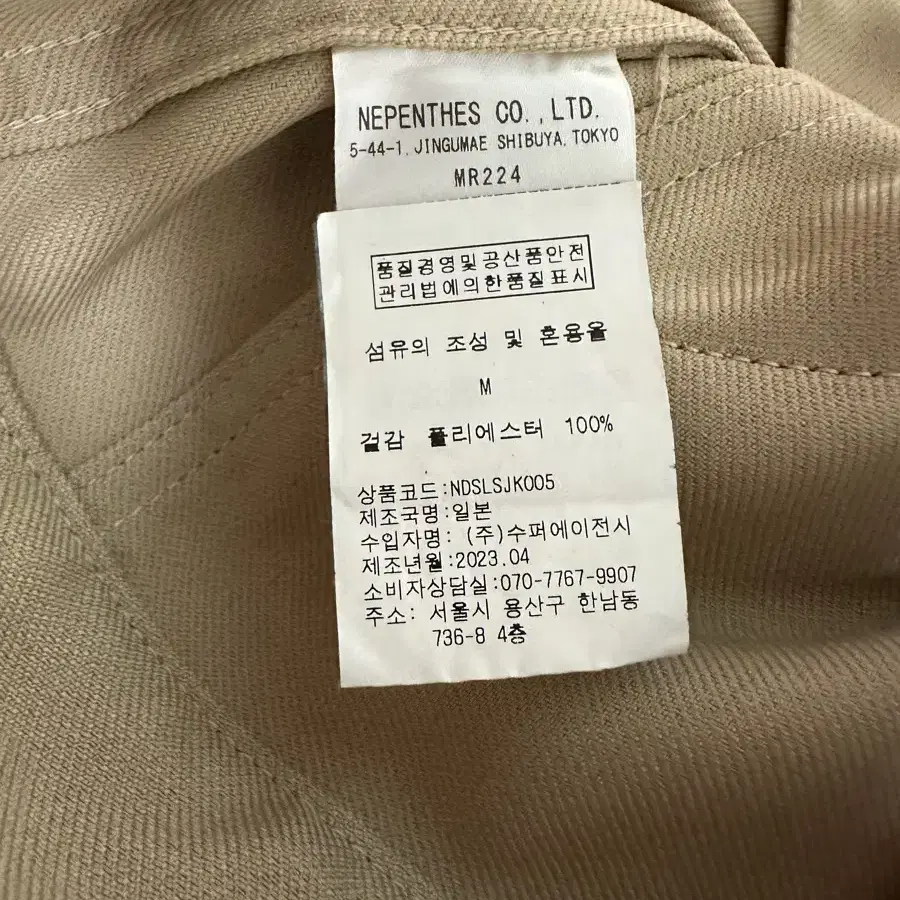 NEPENTHES CO.,LTD.
5-44-1, JINGUMAE SHIBUYA, TOKYO
MR224
품질경영및공산품안전
관리법에의한품질표시
섬유의 조성 및 혼용율
M
겉감 폴리에스터 100%
상품코드:NDSLSJK005
제조국명:일본
수입자명: (주)수퍼에이전시
제조년월:2023.04
소비자상담실:070-7767-9907
주소: 서울시 용산구 한남동
736-8 4층